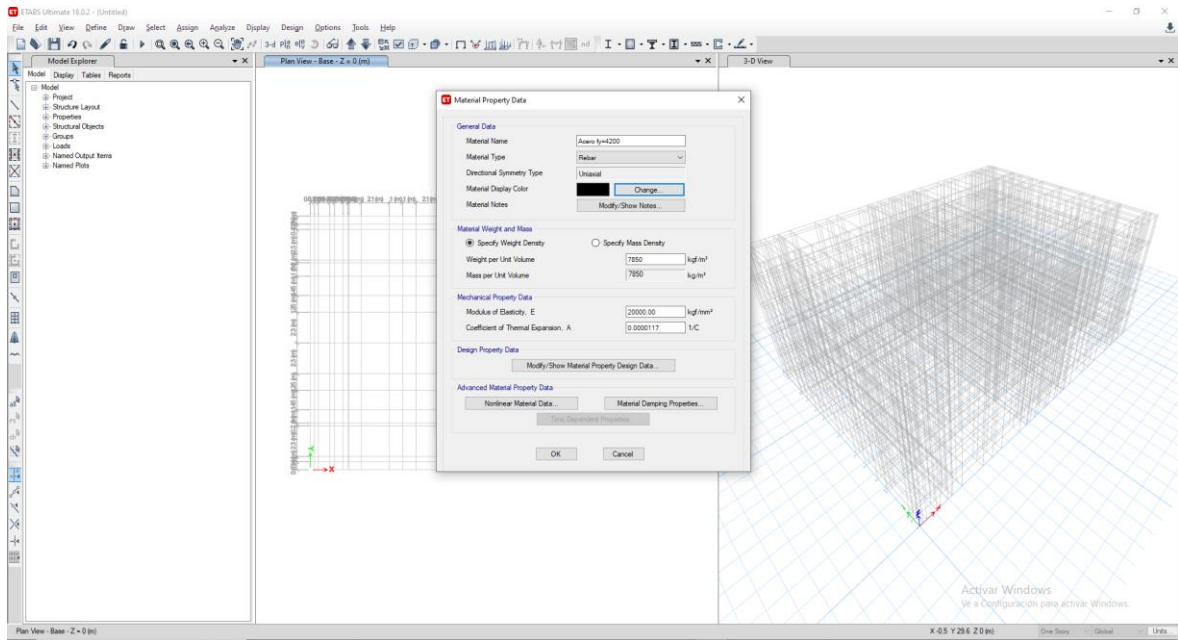 ETABS Ultimate 18.0.2 - (Untitled)
File Edit View Define Draw Select Assign Analyze Display Design Options Tools Help
Model Explorer
Plan View - Base - Z = 0 (m)
3-D View
Model Display Tables Reports
Model
Project
Structure Layout
Properties
Structural Objects
Groups
Loads
Named Output Items
Named Plots
Material Property Data
General Data
Material Name Acero fy=4200
Material Type Rebar
Directional Symmetry Type Uniaxial
Material Display Color Change...
Material Notes Modify/Show Notes...
Material Weight and Mass
Specify Weight Density Specify Mass Density
Weight per Unit Volume 7850 kgf/m³
Mass per Unit Volume 7850 kg/m³
Mechanical Property Data
Modulus of Elasticity, E 20000.00 kgf/mm²
Coefficient of Thermal Expansion, A 0.0000117 1/C
Design Property Data
Modify/Show Material Property Design Data...
Advanced Material Property Data
Nonlinear Material Data... Material Damping Properties...
Time Dependent Properties...
OK Cancel
X
Activar Windows
Ve a Configuración para activar Windows.
Plan View - Base - Z = 0 (m) X -0.5 Y 29.6 Z 0 (m) One Story Global Units...